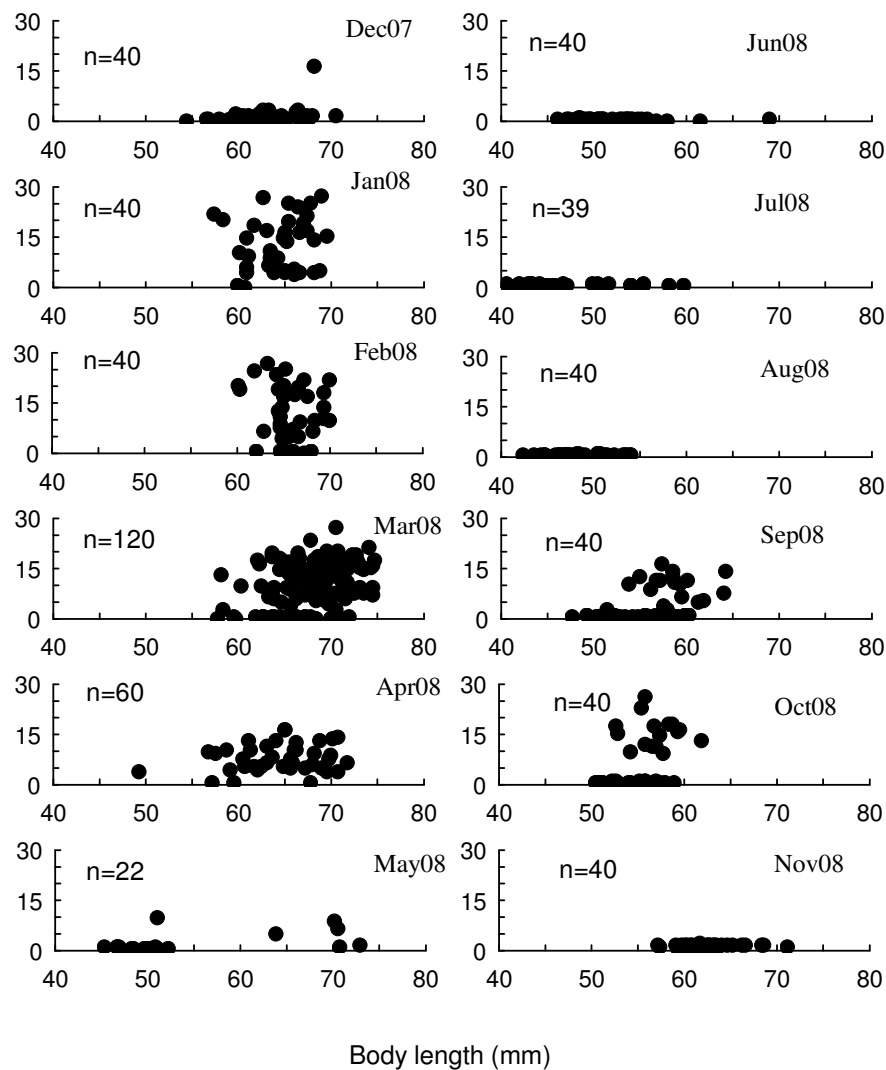 30 Dec07 30
n=40 n=40 Jun08
15 15
0 0
40 50 60 70 80 40 50 60 70 80
30 Jan08 30
n=40 n=39 Jul08
15 15
0 0
40 50 60 70 80 40 50 60 70 80
30 n=40 Feb08 30
n=40 Aug08
15 15
0 0
40 50 60 70 80 40 50 60 70 80
30 Mar08 30
n=120 n=40 Sep08
15 15
0 0
40 50 60 70 80 40 50 60 70 80
30 n=60 Apr08 30
n=40 Oct08
15 15
0 0
40 50 60 70 80 40 50 60 70 80
30 May08 30 Nov08
n=22 n=40
15 15
0 0
40 50 60 70 80 40 50 60 70 80
Body length (mm)